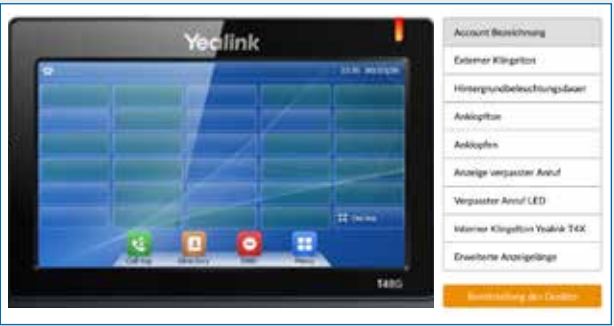 Yealink
Account Bezeichnung
Externer Klingelton
Hintergrundbeleuchtungsdauer
Anklopfton
Anklopfen
Anzeige verpasster Anruf
Verpasster Anruf LED
Interner Klingelton Yealink T4X
Erweiterte Anzeigelänge
Call log
Directory
DND
Menu
T48G